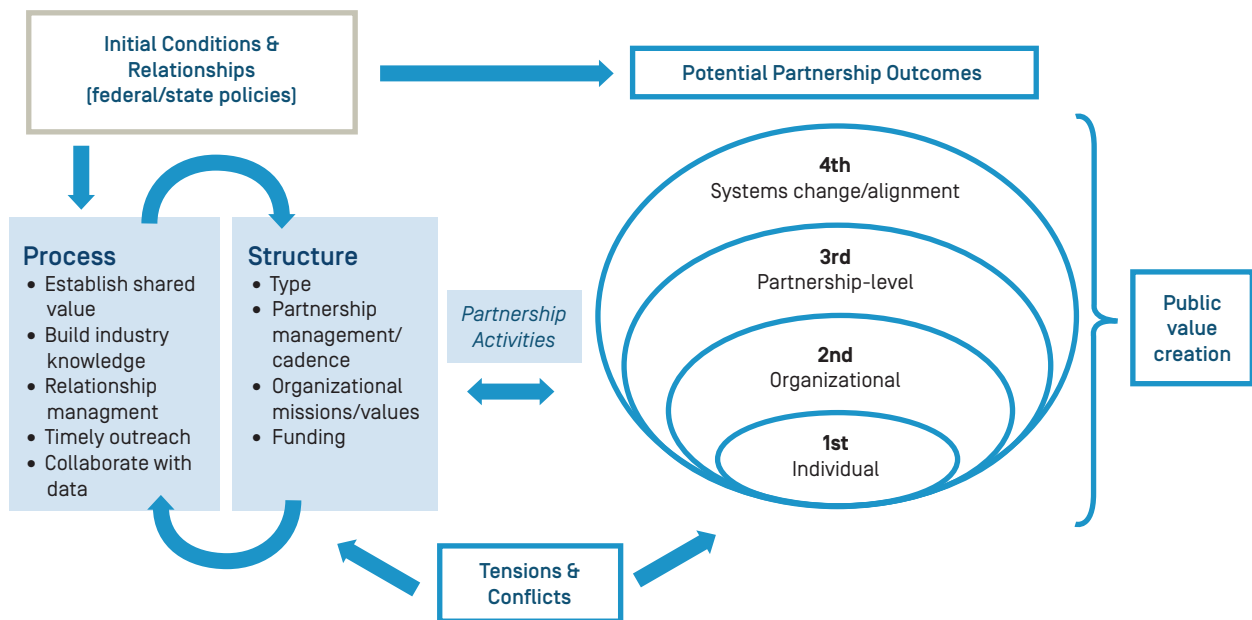 Initial Conditions &
Relationships
(federal/state policies)
Potential Partnership Outcomes
Process
• Establish shared
value
• Build industry
knowledge
• Relationship
managment
• Timely outreach
• Collaborate with
data
Structure
• Type
• Partnership
management/
cadence
• Organizational
missions/values
• Funding
Partnership
Activities
4th
Systems change/alignment
3rd
Partnership-level
2nd
Organizational
1st
Individual
Public
value
creation
Tensions &
Conflicts